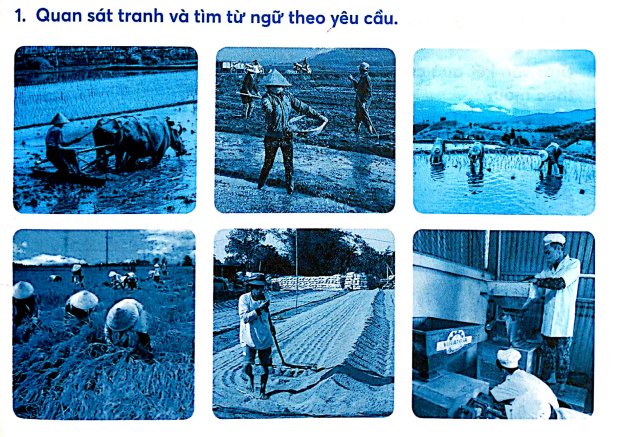 1. Quan sát tranh và tìm từ ngữ theo yêu cầu.